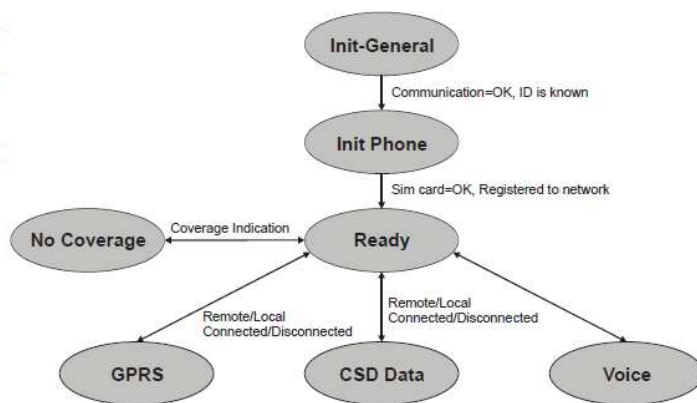 Init-General
Communication=OK, ID is known
Init Phone
Sim card=OK, Registered to network
No Coverage
Coverage Indication
Ready
Remote/Local
Connected/Disconnected
Remote/Local
Connected/Disconnected
GPRS
CSD Data
Voice